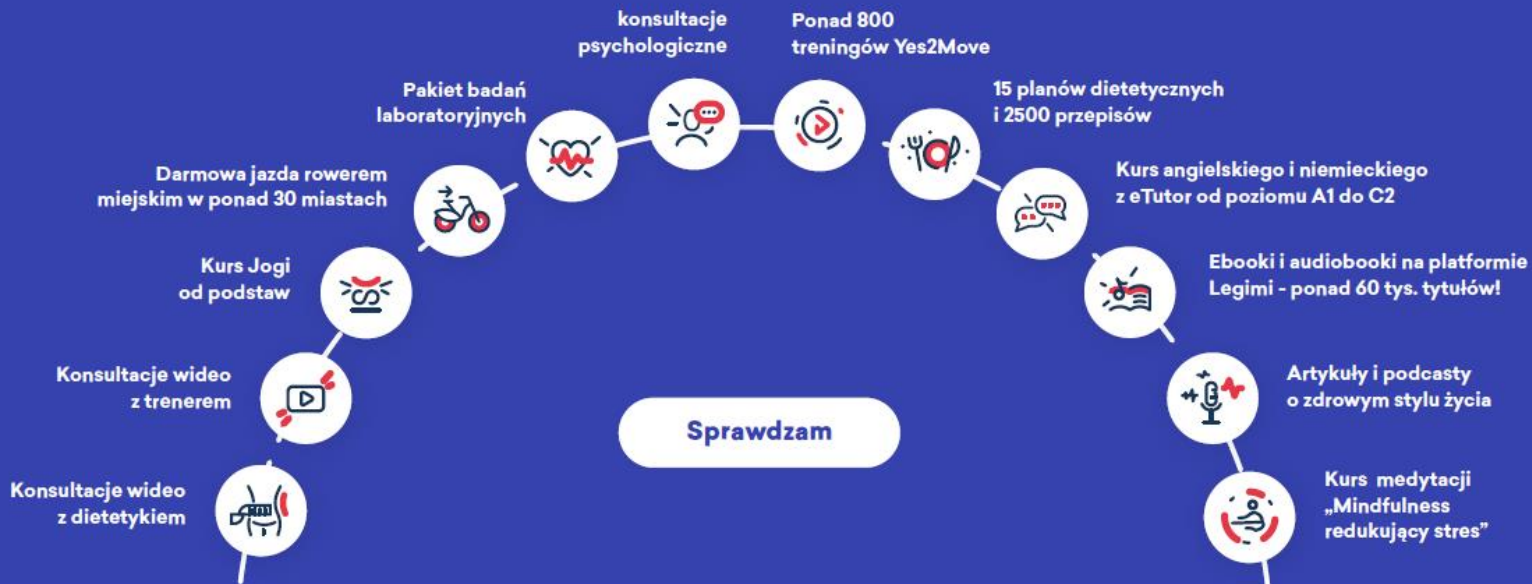 konsultacje
psychologiczne
Ponad 800
treningów Yes2Move
Pakiet badań
laboratoryjnych
15 planów dietetycznych
i 2500 przepisów
Darmowa jazda rowerem
miejskim w ponad 30 miastach
Kurs angielskiego i niemieckiego
z eTutor od poziomu A1 do C2
Kurs Jogi
od podstaw
Ebooki i audiobooki na platformie
Legimi - ponad 60 tys. tytułów!
Konsultacje wideo
z trenerem
Artykuły i podcasty
o zdrowym stylu życia
Sprawdzam
Konsultacje wideo
z dietetykiem
Kurs medytacji
„Mindfulness
redukujący stres”